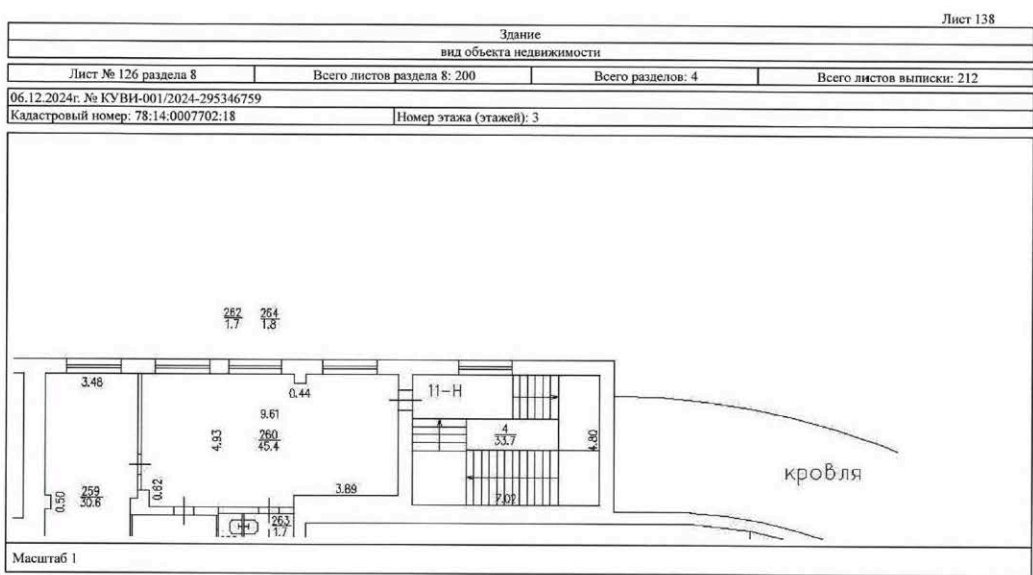 Лист 138
Здание
вид объекта недвижимости
Лист № 126 раздела 8
Всего листов раздела 8: 200
Всего разделов: 4
Всего листов выписки: 212
06.12.2024г. № КУВИ-001/2024-295346759
Кадастровый номер: 78:14:0007702:18
Номер этажа (этажей): 3
262 264
1.7 1.8
3.48
0.44
11-Н
9.61
4.93
260
45.4
4
33.7
4.80
кровля
259
30.6
0.50
0.62
3.89
7.02
263
1.7
Масштаб 1